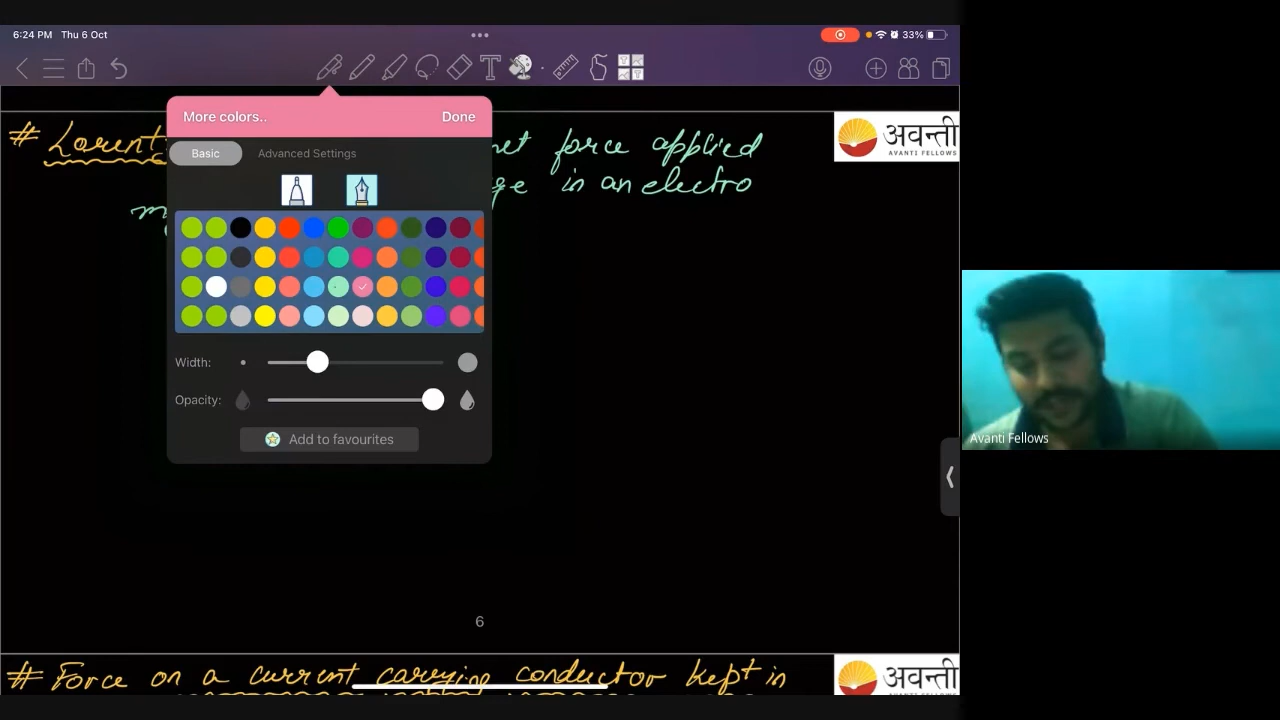 6:24 PM Thu 6 Oct
33%
More colors.. Done
Basic Advanced Settings
# Lorent
net force applied
ge in an electro
m
अवन्ती
AVANTI FELLOWS
Width:
Opacity:
Add to favourites
Avanti Fellows
6
# Force on a current carrying conductor kept in
अवन्ती